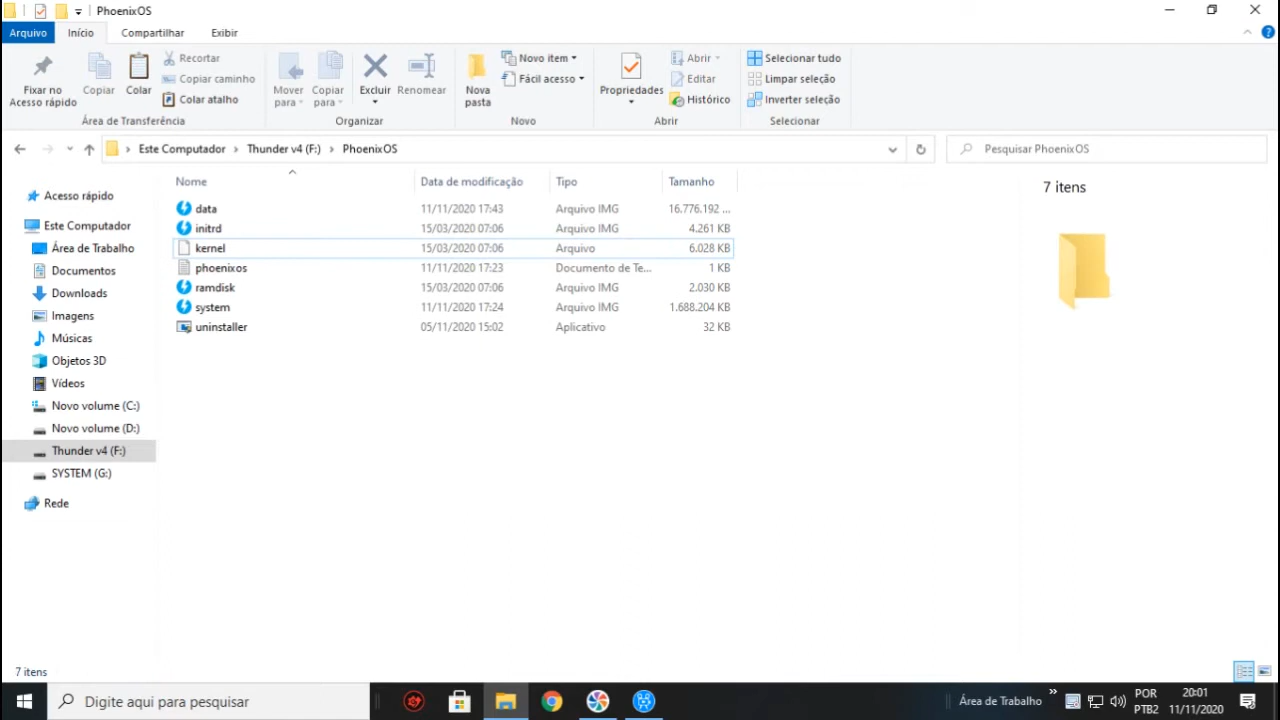 PhoenixOS
Arquivo Início Compartilhar Exibir
Fixar no Acesso rápido
Copiar
Colar
Recortar
Copiar caminho
Colar atalho
Área de Transferência
Mover para
Copiar para
Excluir
Renomear
Organizar
Nova pasta
Novo item
Fácil acesso
Novo
Propriedades
Abrir
Editar
Histórico
Abrir
Selecionar tudo
Limpar seleção
Inverter seleção
Selecionar
Este Computador > Thunder v4 (F:) > PhoenixOS
Pesquisar PhoenixOS
Acesso rápido
Este Computador
Área de Trabalho
Documentos
Downloads
Imagens
Músicas
Objetos 3D
Vídeos
Novo volume (C:)
Novo volume (D:)
Thunder v4 (F:)
SYSTEM (G:)
Rede
Nome Data de modificação Tipo Tamanho
data 11/11/2020 17:43 Arquivo IMG 16.776.192 ...
initrd 15/03/2020 07:06 Arquivo IMG 4.261 KB
kernel 15/03/2020 07:06 Arquivo 6.028 KB
phoenixos 11/11/2020 17:23 Documento de Te... 1 KB
ramdisk 15/03/2020 07:06 Arquivo IMG 2.030 KB
system 11/11/2020 17:24 Arquivo IMG 1.688.204 KB
uninstaller 05/11/2020 15:02 Aplicativo 32 KB
7 itens
7 itens
Digite aqui para pesquisar
Área de Trabalho
POR
PTB2
20:01
11/11/2020